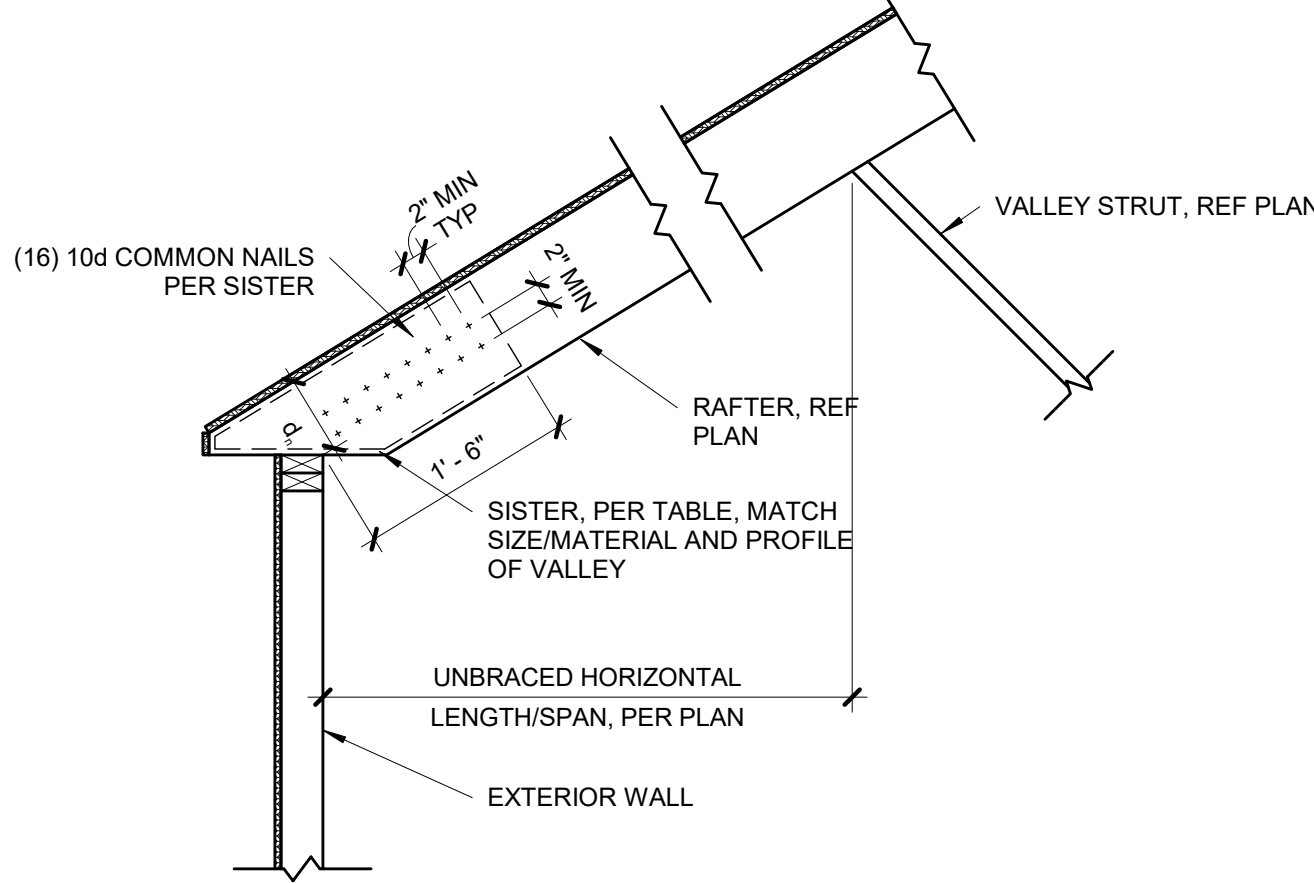 2" MIN
TYP
(16) 10d COMMON NAILS
PER SISTER
2" MIN
VALLEY STRUT, REF PLAN
dn
1' - 6"
RAFTER, REF
PLAN
SISTER, PER TABLE, MATCH
SIZE/MATERIAL AND PROFILE
OF VALLEY
UNBRACED HORIZONTAL
LENGTH/SPAN, PER PLAN
EXTERIOR WALL